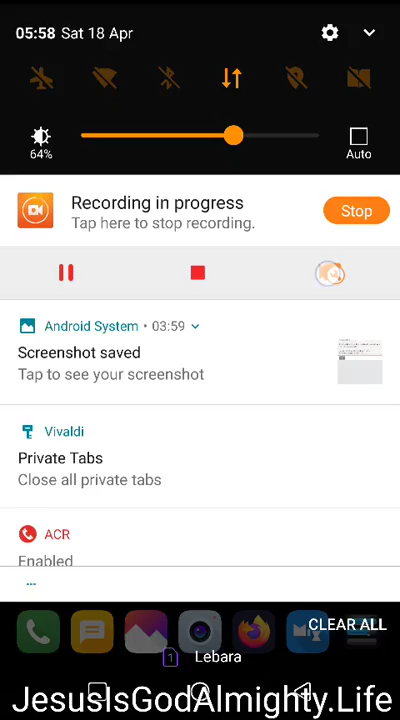 05:58 Sat 18 Apr
64%
Auto
Recording in progress
Tap here to stop recording.
Stop
Android System • 03:59
Screenshot saved
Tap to see your screenshot
Vivaldi
Private Tabs
Close all private tabs
ACR
Enabled
...
CLEAR ALL
1 Lebara
JesusIsGodAlmighty.Life